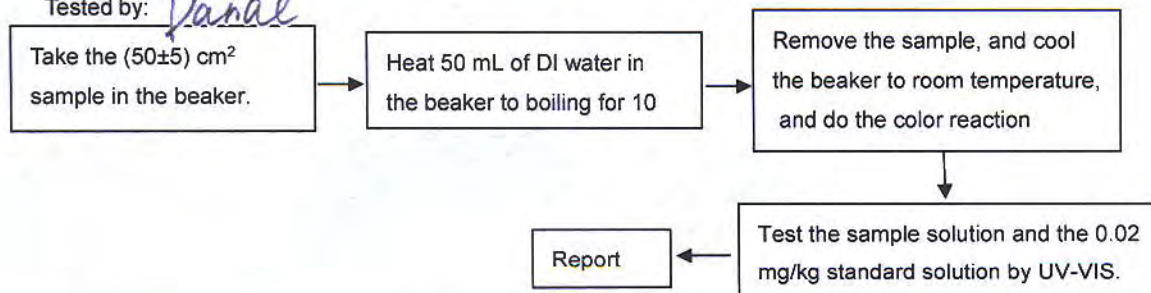 Tested by:
Take the (50±5) cm²
sample in the beaker.
Heat 50 mL of DI water in
the beaker to boiling for 10
Remove the sample, and cool
the beaker to room temperature,
and do the color reaction
Test the sample solution and the 0.02
mg/kg standard solution by UV-VIS.
Report